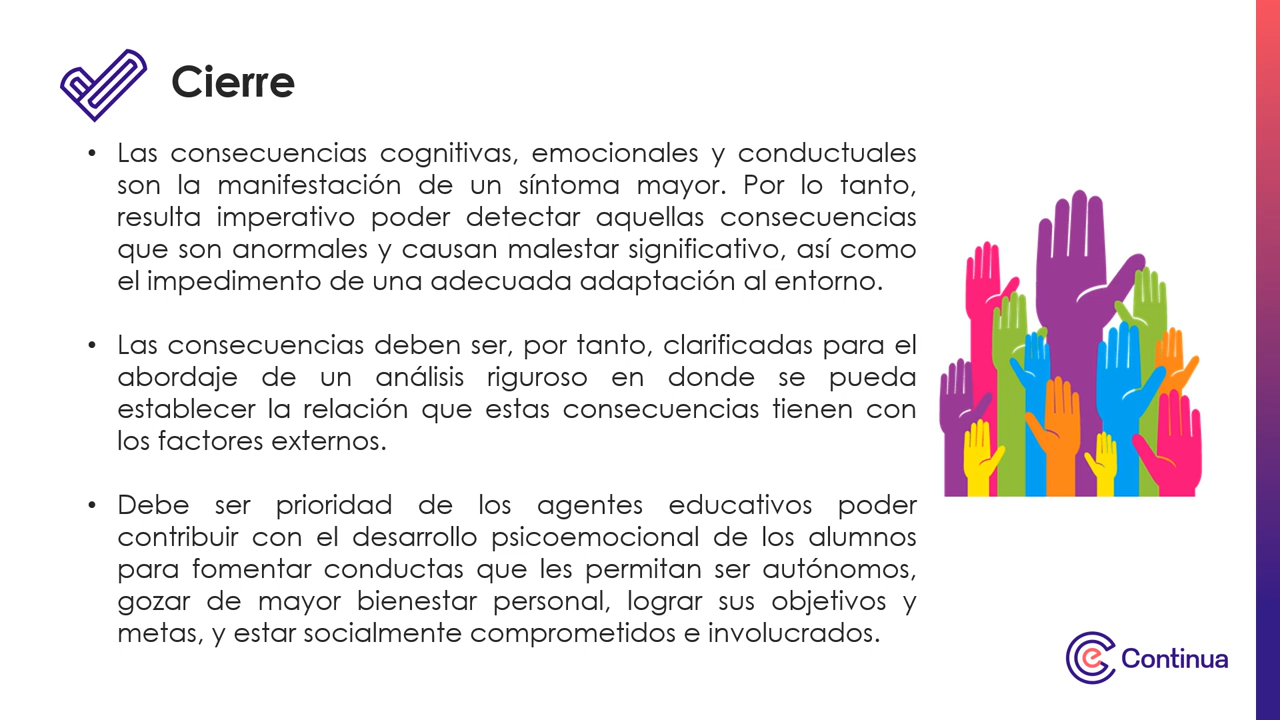 Cierre
• Las consecuencias cognitivas, emocionales y conductuales
son la manifestación de un síntoma mayor. Por lo tanto,
resulta imperativo poder detectar aquellas consecuencias
que son anormales y causan malestar significativo, así como
el impedimento de una adecuada adaptación al entorno.
• Las consecuencias deben ser, por tanto, clarificadas para el
abordaje de un análisis riguroso en donde se pueda
establecer la relación que estas consecuencias tienen con
los factores externos.
• Debe ser prioridad de los agentes educativos poder
contribuir con el desarrollo psicoemocional de los alumnos
para fomentar conductas que les permitan ser autónomos,
gozar de mayor bienestar personal, lograr sus objetivos y
metas, y estar socialmente comprometidos e involucrados.
Continua